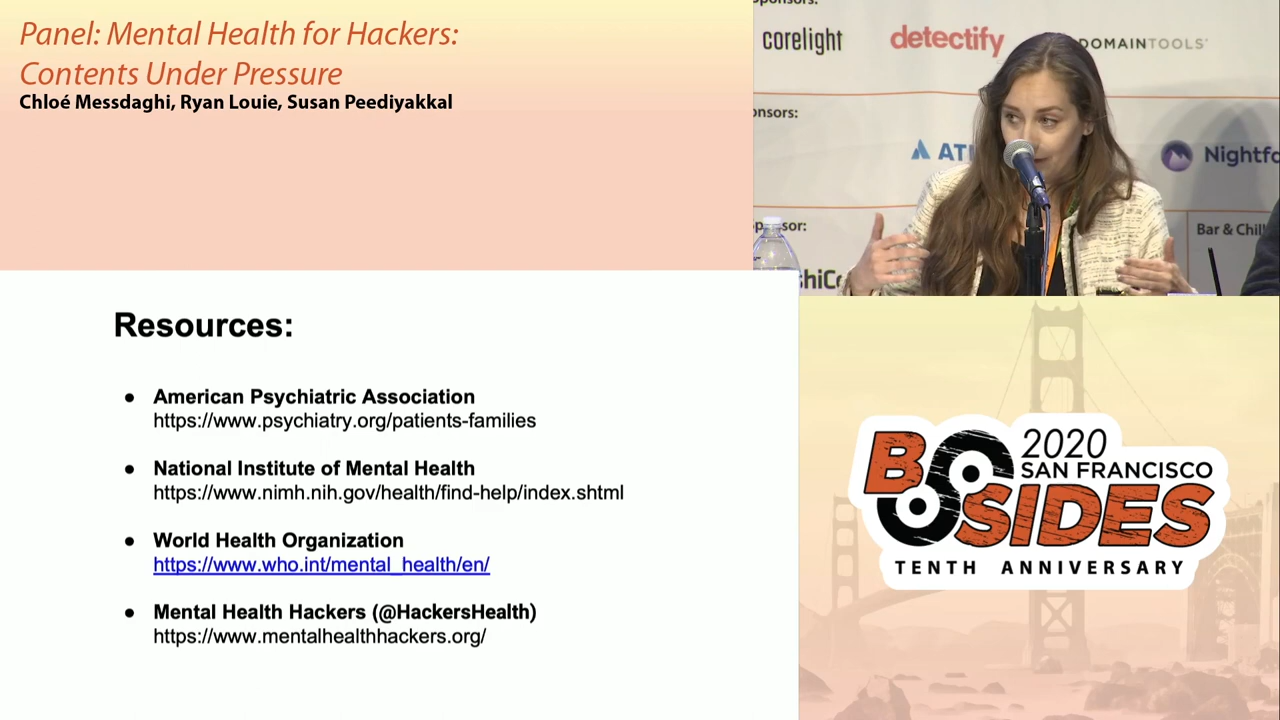 Panel: Mental Health for Hackers:
Contents Under Pressure
Chloé Messdaghi, Ryan Louie, Susan Peediyakkal
corelight
detectify
DOMAINTOOLS
Bar & Chill
Resources:
● American Psychiatric Association
https://www.psychiatry.org/patients-families
● National Institute of Mental Health
https://www.nimh.nih.gov/health/find-help/index.shtml
● World Health Organization
https://www.who.int/mental_health/en/
● Mental Health Hackers (@HackersHealth)
https://www.mentalhealthhackers.org/
2020
SAN FRANCISCO
BSIDES
TENTH ANNIVERSARY